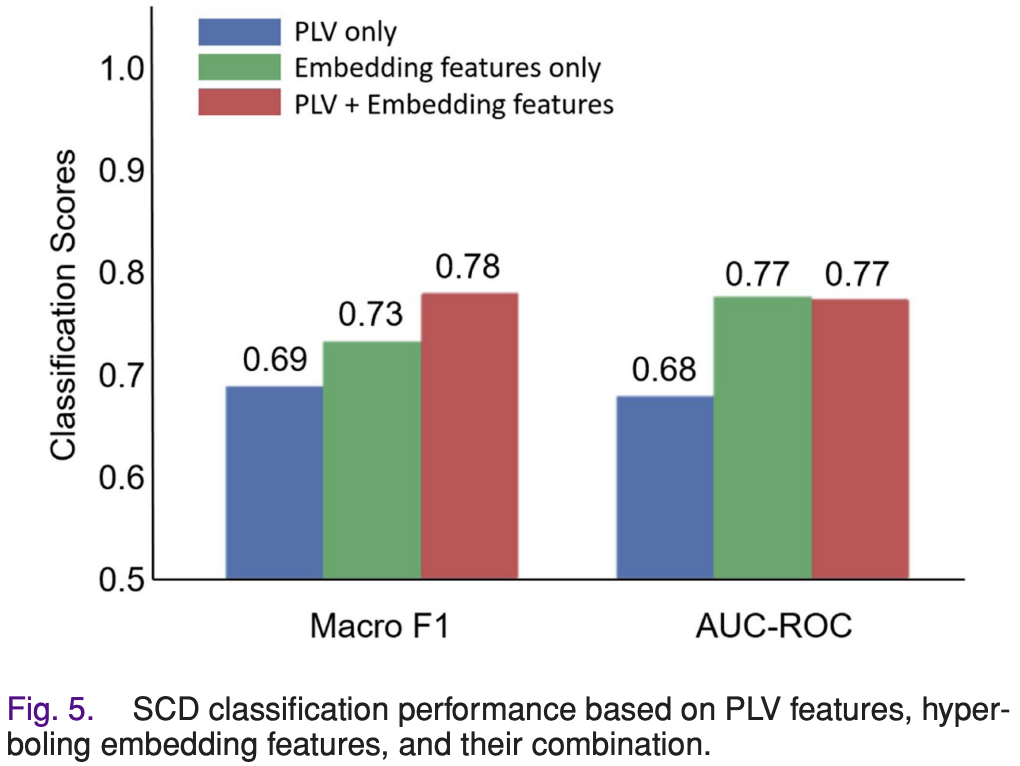 PLV only
Embedding features only
PLV + Embedding features
Classification Scores
1.0
0.9
0.8
0.7
0.6
0.5
0.69
0.73
0.78
0.68
0.77
0.77
Macro F1
AUC-ROC
Fig. 5. SCD classification performance based on PLV features, hyper-
boling embedding features, and their combination.